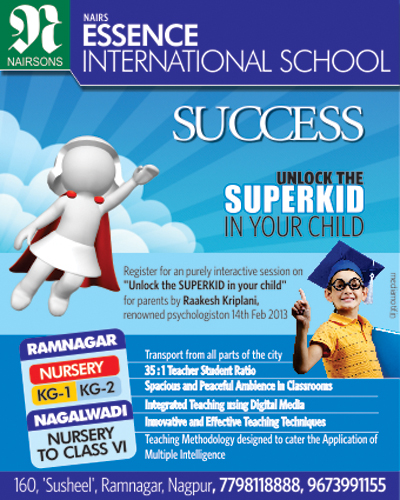 NAIRSONS
NAIRS
ESSENCE
INTERNATIONAL SCHOOL
SUCCESS
UNLOCK THE
SUPERKID
IN YOUR CHILD
Register for an purely interactive session on
"Unlock the SUPERKID in your child"
for parents by Raakesh Kriplani,
renowned psychologiston 14th Feb 2013
RAMNAGAR
NURSERY
KG-1 KG-2
NAGALWADI
NURSERY
TO CLASS VI
Transport from all parts of the city
35 : 1 Teacher Student Ratio
Spacious and Peaceful Ambience in Classrooms
Integrated Teaching using Digital Media
Innovative and Effective Teaching Techniques
Teaching Methodology designed to cater the Application of
Multiple Intelligence
160, 'Susheel', Ramnagar, Nagpur, 7798118888, 9673991155